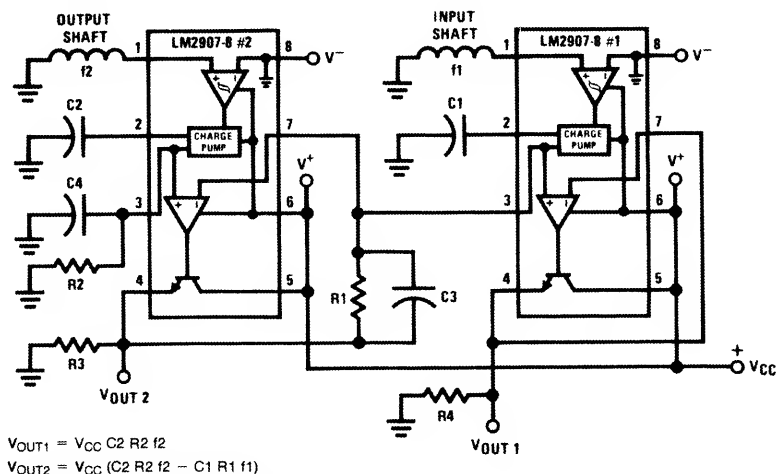 OUTPUT
SHAFT
f2
LM2907-8 #2
1
8
V−
C2
2
CHARGE
PUMP
7
V+
C4
3
6
R2
4
5
R3
VOUT 2
R1
C3
INPUT
SHAFT
f1
LM2907-8 #1
1
8
V−
C1
2
CHARGE
PUMP
7
V+
3
6
4
5
+
VCC
R4
VOUT 1
VOUT1 = VCC C2 R2 f2
VOUT2 = VCC (C2 R2 f2 − C1 R1 f1)